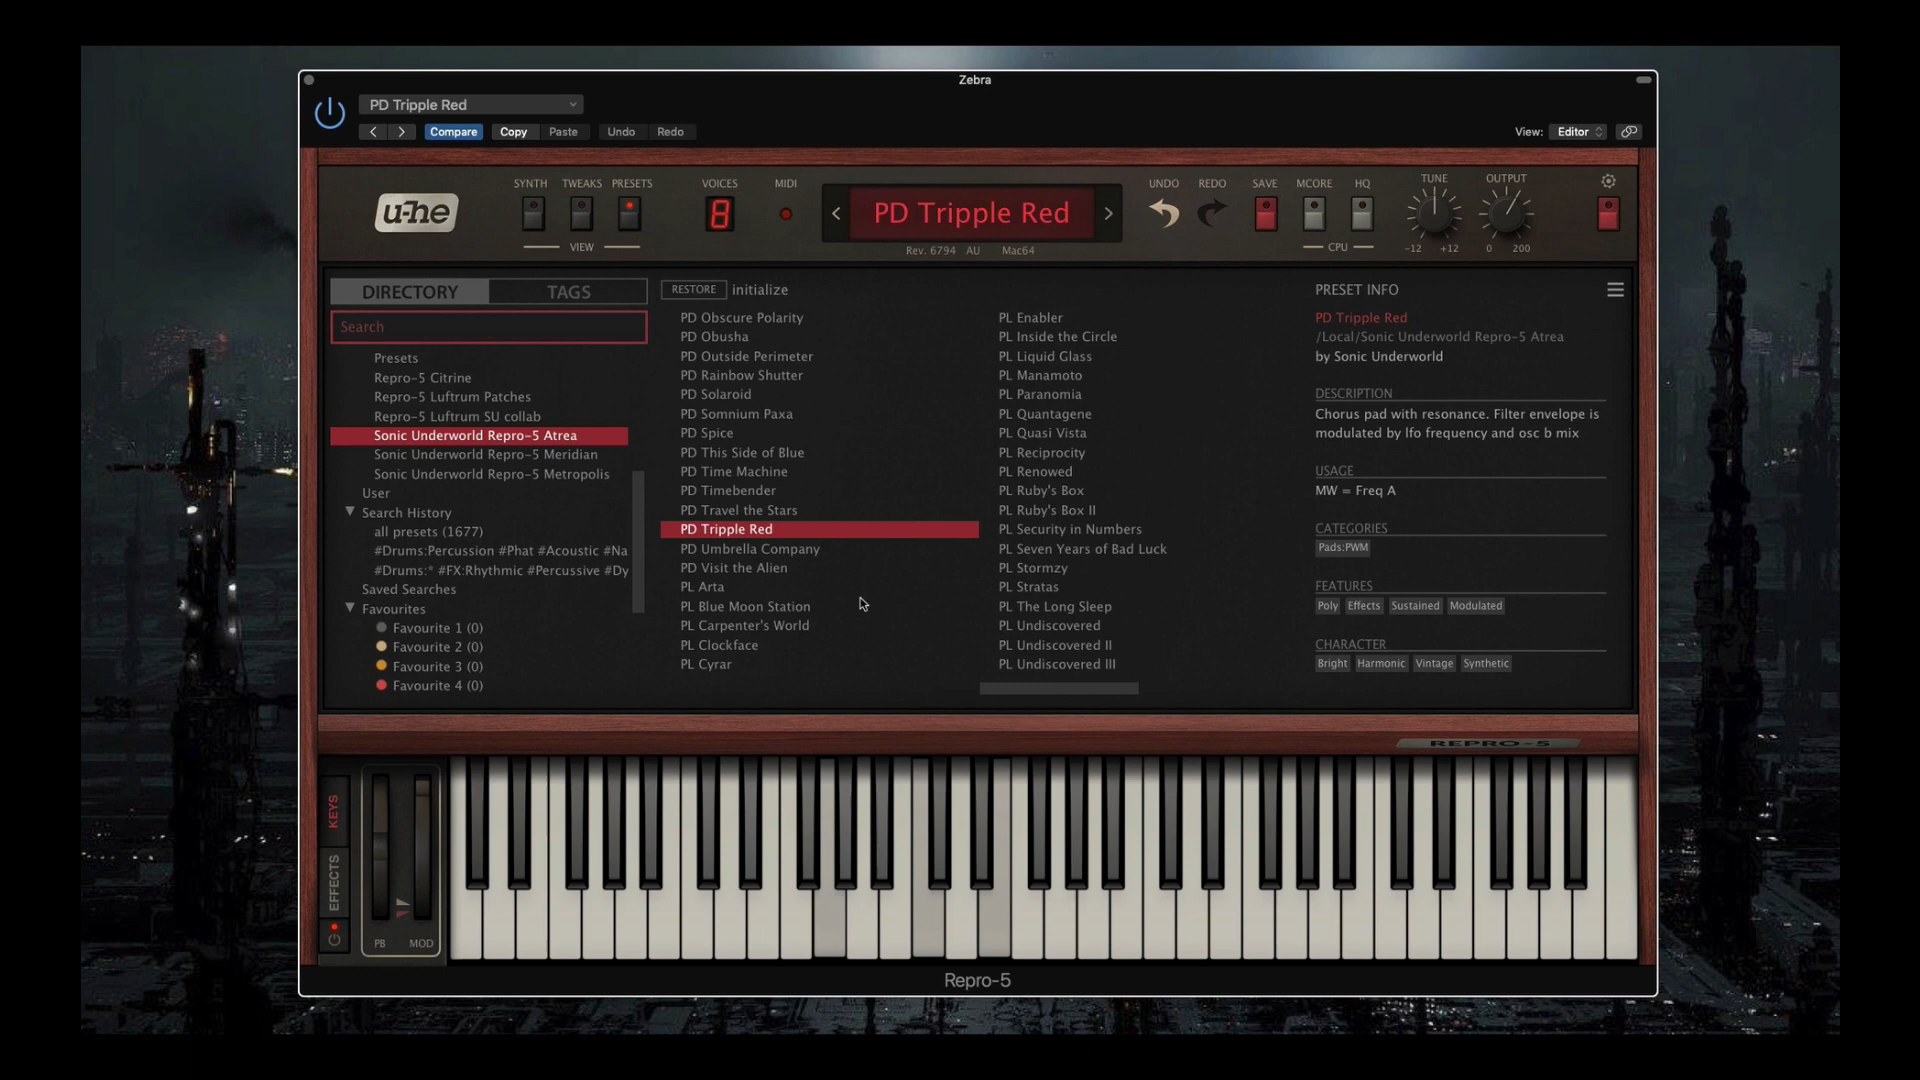 Zebra
PD Tripple Red
Compare Copy Paste Undo Redo
View: Editor
u-he
SYNTH TWEAKS PRESETS
VIEW
VOICES
8
MIDI
PD Tripple Red
Rev. 6794 AU Mac64
UNDO REDO SAVE MCORE HQ
CPU
TUNE
-12 +12
OUTPUT
0 200
DIRECTORY TAGS
Search
Presets
Repro-5 Citrine
Repro-5 Luftrum Patches
Repro-5 Luftrum SU collab
Sonic Underworld Repro-5 Atrea
Sonic Underworld Repro-5 Meridian
Sonic Underworld Repro-5 Metropolis
User
Search History
all presets (1677)
#Drums:Percussion #Phat #Acoustic #Na
#Drums:* #FX:Rhythmic #Percussive #Dy
Saved Searches
Favourites
Favourite 1 (0)
Favourite 2 (0)
Favourite 3 (0)
Favourite 4 (0)
RESTORE initialize
PD Obscure Polarity
PD Obusha
PD Outside Perimeter
PD Rainbow Shutter
PD Solaroid
PD Somnium Paxa
PD Spice
PD This Side of Blue
PD Time Machine
PD Timebender
PD Travel the Stars
PD Tripple Red
PD Umbrella Company
PD Visit the Alien
PL Arta
PL Blue Moon Station
PL Carpenter's World
PL Clockface
PL Cyrar
PL Enabler
PL Inside the Circle
PL Liquid Glass
PL Manamoto
PL Paranomia
PL Quantagene
PL Quasi Vista
PL Reciprocity
PL Renowed
PL Ruby's Box
PL Ruby's Box II
PL Security in Numbers
PL Seven Years of Bad Luck
PL Stormzy
PL Stratas
PL The Long Sleep
PL Undiscovered
PL Undiscovered II
PL Undiscovered III
PRESET INFO
PD Tripple Red
/Local/Sonic Underworld Repro-5 Atrea
by Sonic Underworld
DESCRIPTION
Chorus pad with resonance. Filter envelope is
modulated by lfo frequency and osc b mix
USAGE
MW = Freq A
CATEGORIES
Pads:PWM
FEATURES
Poly Effects Sustained Modulated
CHARACTER
Bright Harmonic Vintage Synthetic
REPRO-5
KEYS
EFFECTS
PB MOD
Repro-5